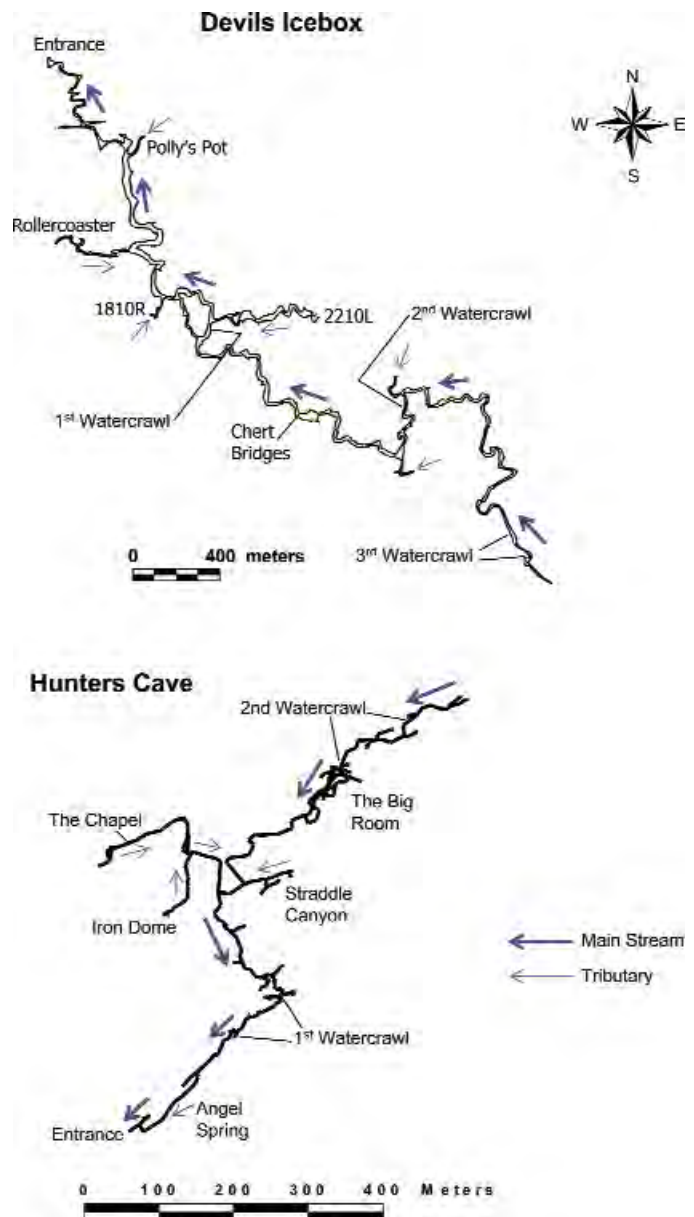 Devils Icebox
Entrance
N
W E
S
Polly's Pot
Rollercoaster
1810R
2210L
2nd Watercrawl
1st Watercrawl
Chert
Bridges
0 400 meters
3rd Watercrawl
Hunters Cave
2nd Watercrawl
The Big
Room
The Chapel
Straddle
Canyon
Iron Dome
Main Stream
Tributary
1st Watercrawl
Angel
Spring
Entrance
0 100 200 300 400 Meters